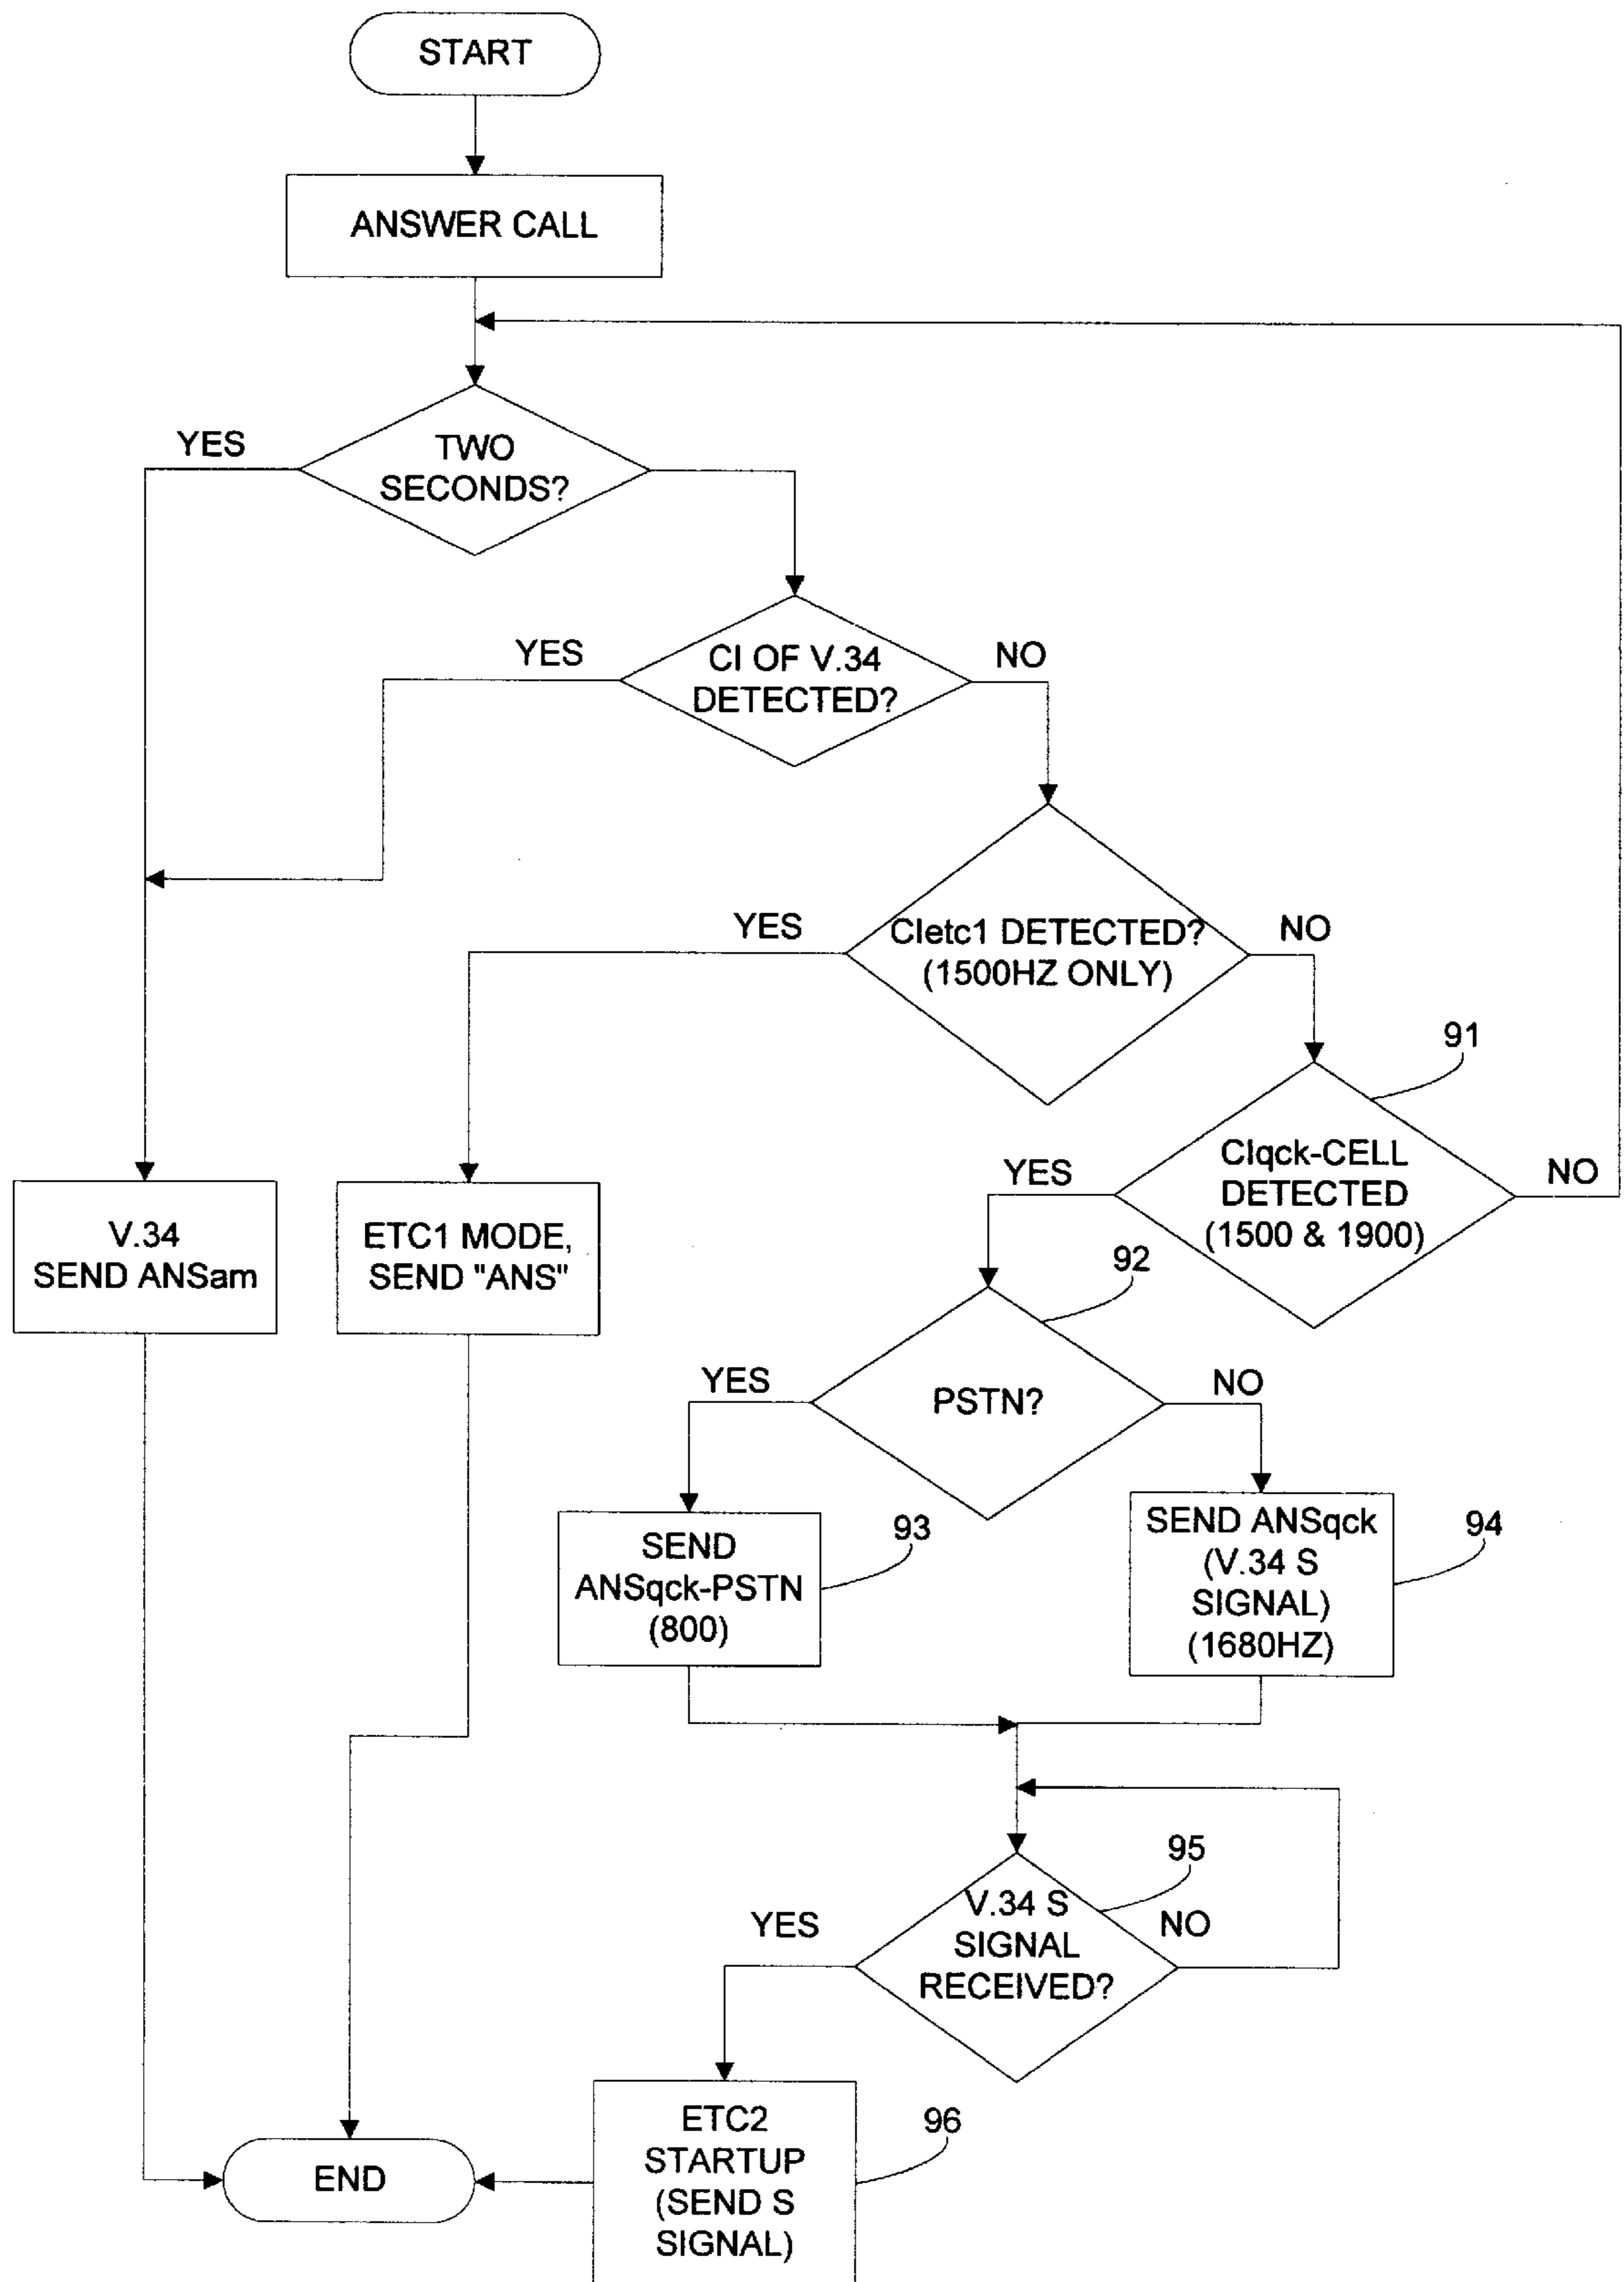 START
ANSWER CALL
YES
TWO
SECONDS?
YES
CI OF V.34
DETECTED?
NO
YES
CIetc1 DETECTED?
(1500HZ ONLY)
NO
91
YES
CIqck-CELL
DETECTED
(1500 & 1900)
NO
V.34
SEND ANSam
ETC1 MODE,
SEND "ANS"
92
YES
PSTN?
NO
SEND
ANSqck-PSTN
(800)
93
SEND ANSqck
(V.34 S
SIGNAL)
(1680HZ)
94
95
YES
V.34 S
SIGNAL
RECEIVED?
NO
END
ETC2
STARTUP
(SEND S
SIGNAL)
96